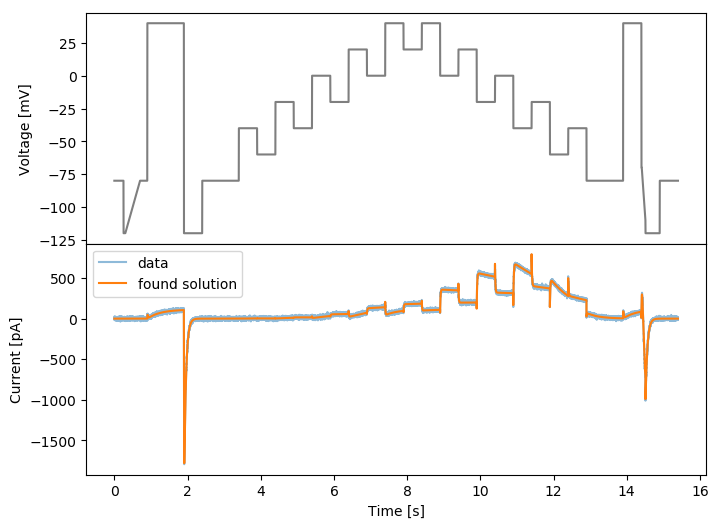 Voltage [mV]
25
0
−25
−50
−75
−100
−125
Current [pA]
data
found solution
500
0
−500
−1000
−1500
0 2 4 6 8 10 12 14 16
Time [s]